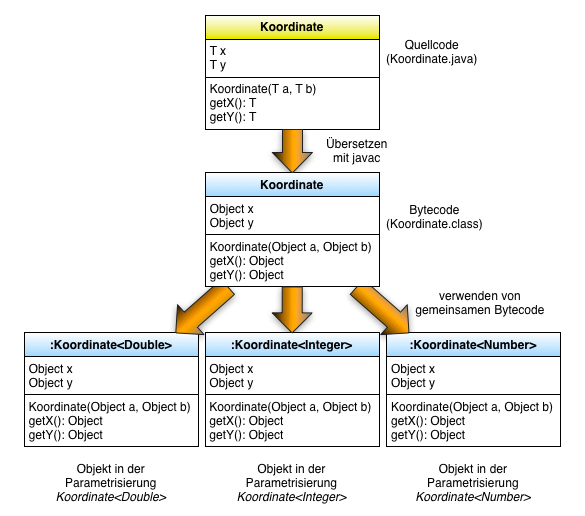 Koordinate
T x
T y
Koordinate(T a, T b)
getX(): T
getY(): T
Quellcode
(Koordinate.java)
Übersetzen
mit javac
Koordinate
Object x
Object y
Koordinate(Object a, Object b)
getX(): Object
getY(): Object
Bytecode
(Koordinate.class)
verwenden von
gemeinsamen Bytecode
:Koordinate<Double>
Object x
Object y
Koordinate(Object a, Object b)
getX(): Object
getY(): Object
Objekt in der
Parametrisierung
Koordinate<Double>
:Koordinate<Integer>
Object x
Object y
Koordinate(Object a, Object b)
getX(): Object
getY(): Object
Objekt in der
Parametrisierung
Koordinate<Integer>
:Koordinate<Number>
Object x
Object y
Koordinate(Object a, Object b)
getX(): Object
getY(): Object
Objekt in der
Parametrisierung
Koordinate<Number>